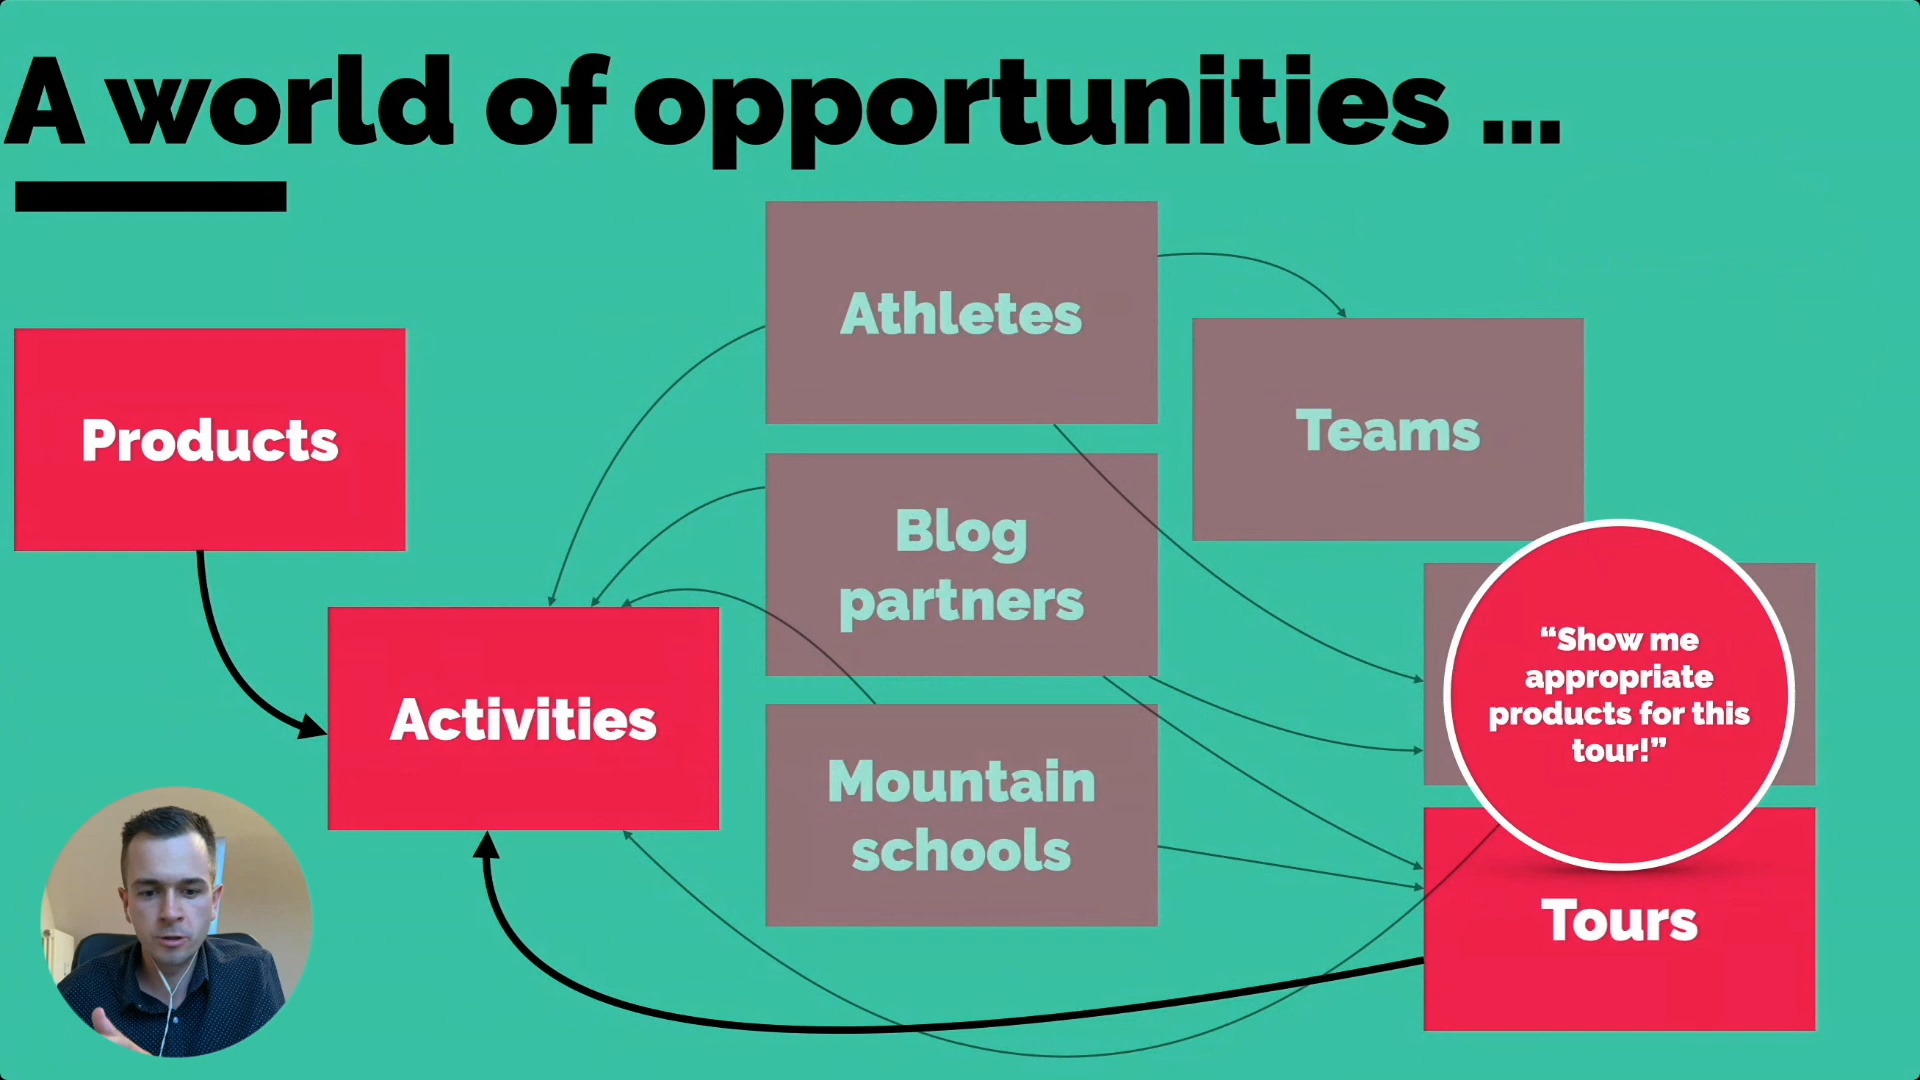 A world of opportunities ...
Athletes
Teams
Products
Blog
partners
Activities
Mountain
schools
“Show me
appropriate
products for this
tour!”
Tours